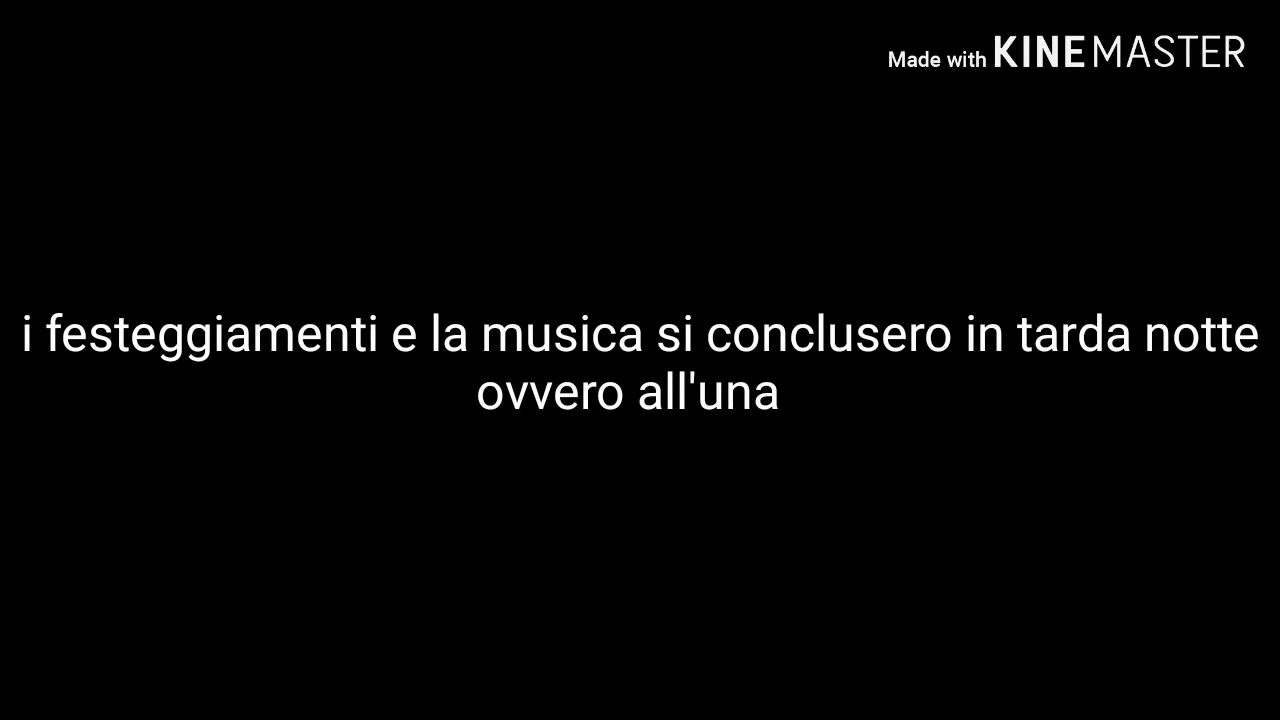 Made with KINEMASTER
i festeggiamenti e la musica si conclusero in tarda notte
ovvero all'una